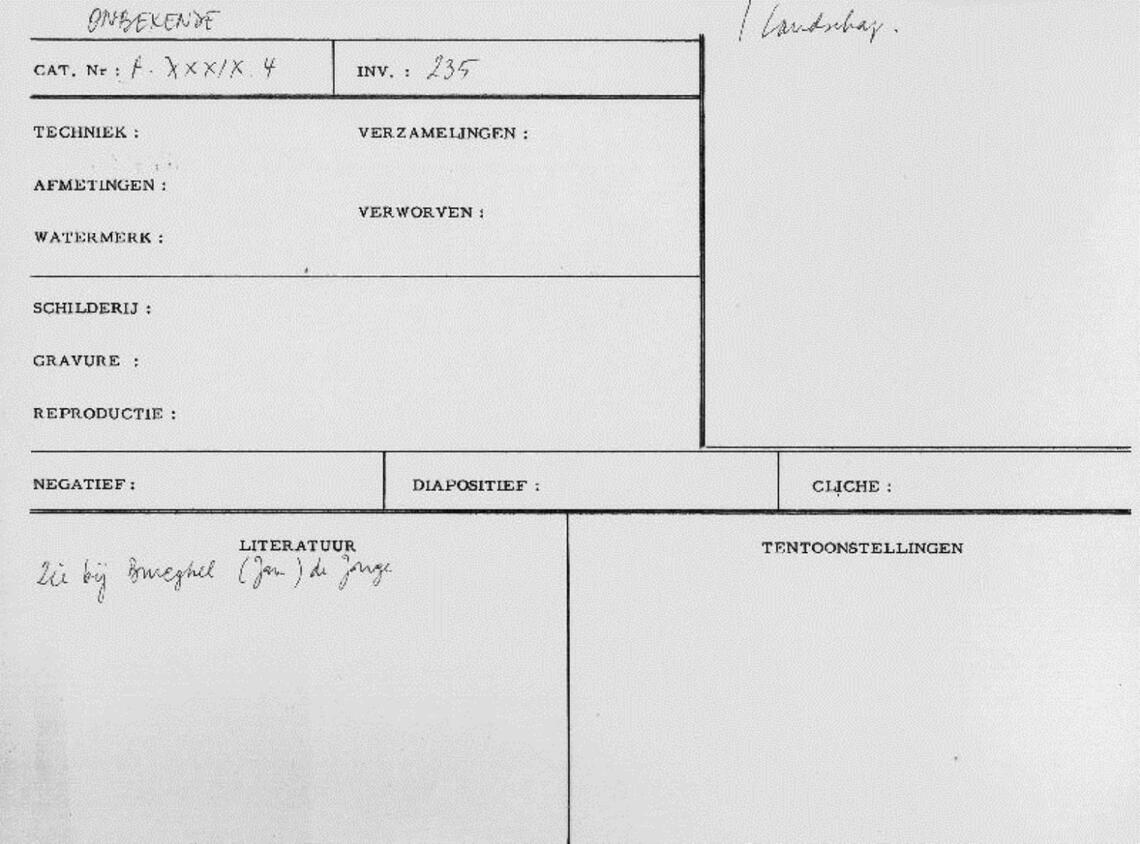 ONBEKENDE
/ Landschap.
CAT. Nr : A. XXXIX 4
INV. : 235
TECHNIEK :
VERZAMELINGEN :
AFMETINGEN :
VERWORVEN :
WATERMERK :
SCHILDERIJ :
GRAVURE :
REPRODUCTIE :
NEGATIEF :
DIAPOSITIEF :
CLICHE :
LITERATUUR
Zie bij Brueghel (Jan) de Jonge
TENTOONSTELLINGEN